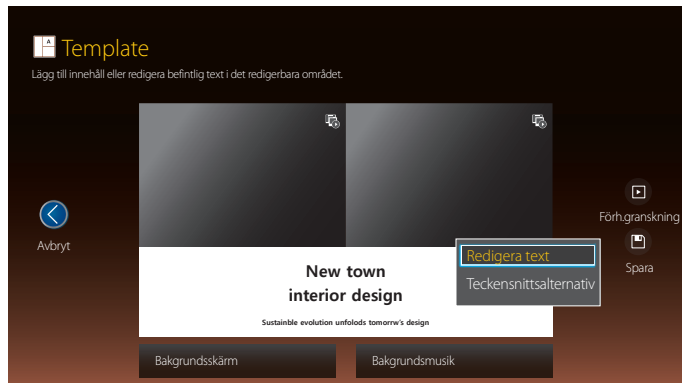 Template
Lägg till innehåll eller redigera befintlig text i det redigerbara området.
Avbryt
New town
interior design
Sustainble evolution unfolods tomorrw's design
Redigera text
Teckensnittsalternativ
Förh.granskning
Spara
Bakgrundsskärm
Bakgrundsmusik